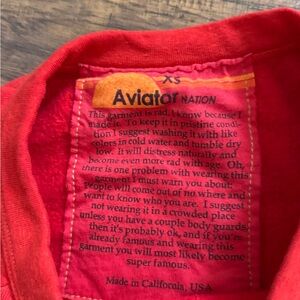 XS
Aviator NATION
This garment is rad. I know because I
made it. To keep it in pristine condi-
tion I suggest washing it with like
colors in cold water and tumble dry
low. It will distress naturally and
become even more rad with age. Oh,
there is one problem with wearing this
garment I must warn you about:
People will come out of no where and
want to know who you are. I suggest
not wearing it in a crowded place
unless you have a couple body guards,
then it's probably ok, and if you're
already famous and wearing this
garment you will most likely become
super famous.
Made in California, USA